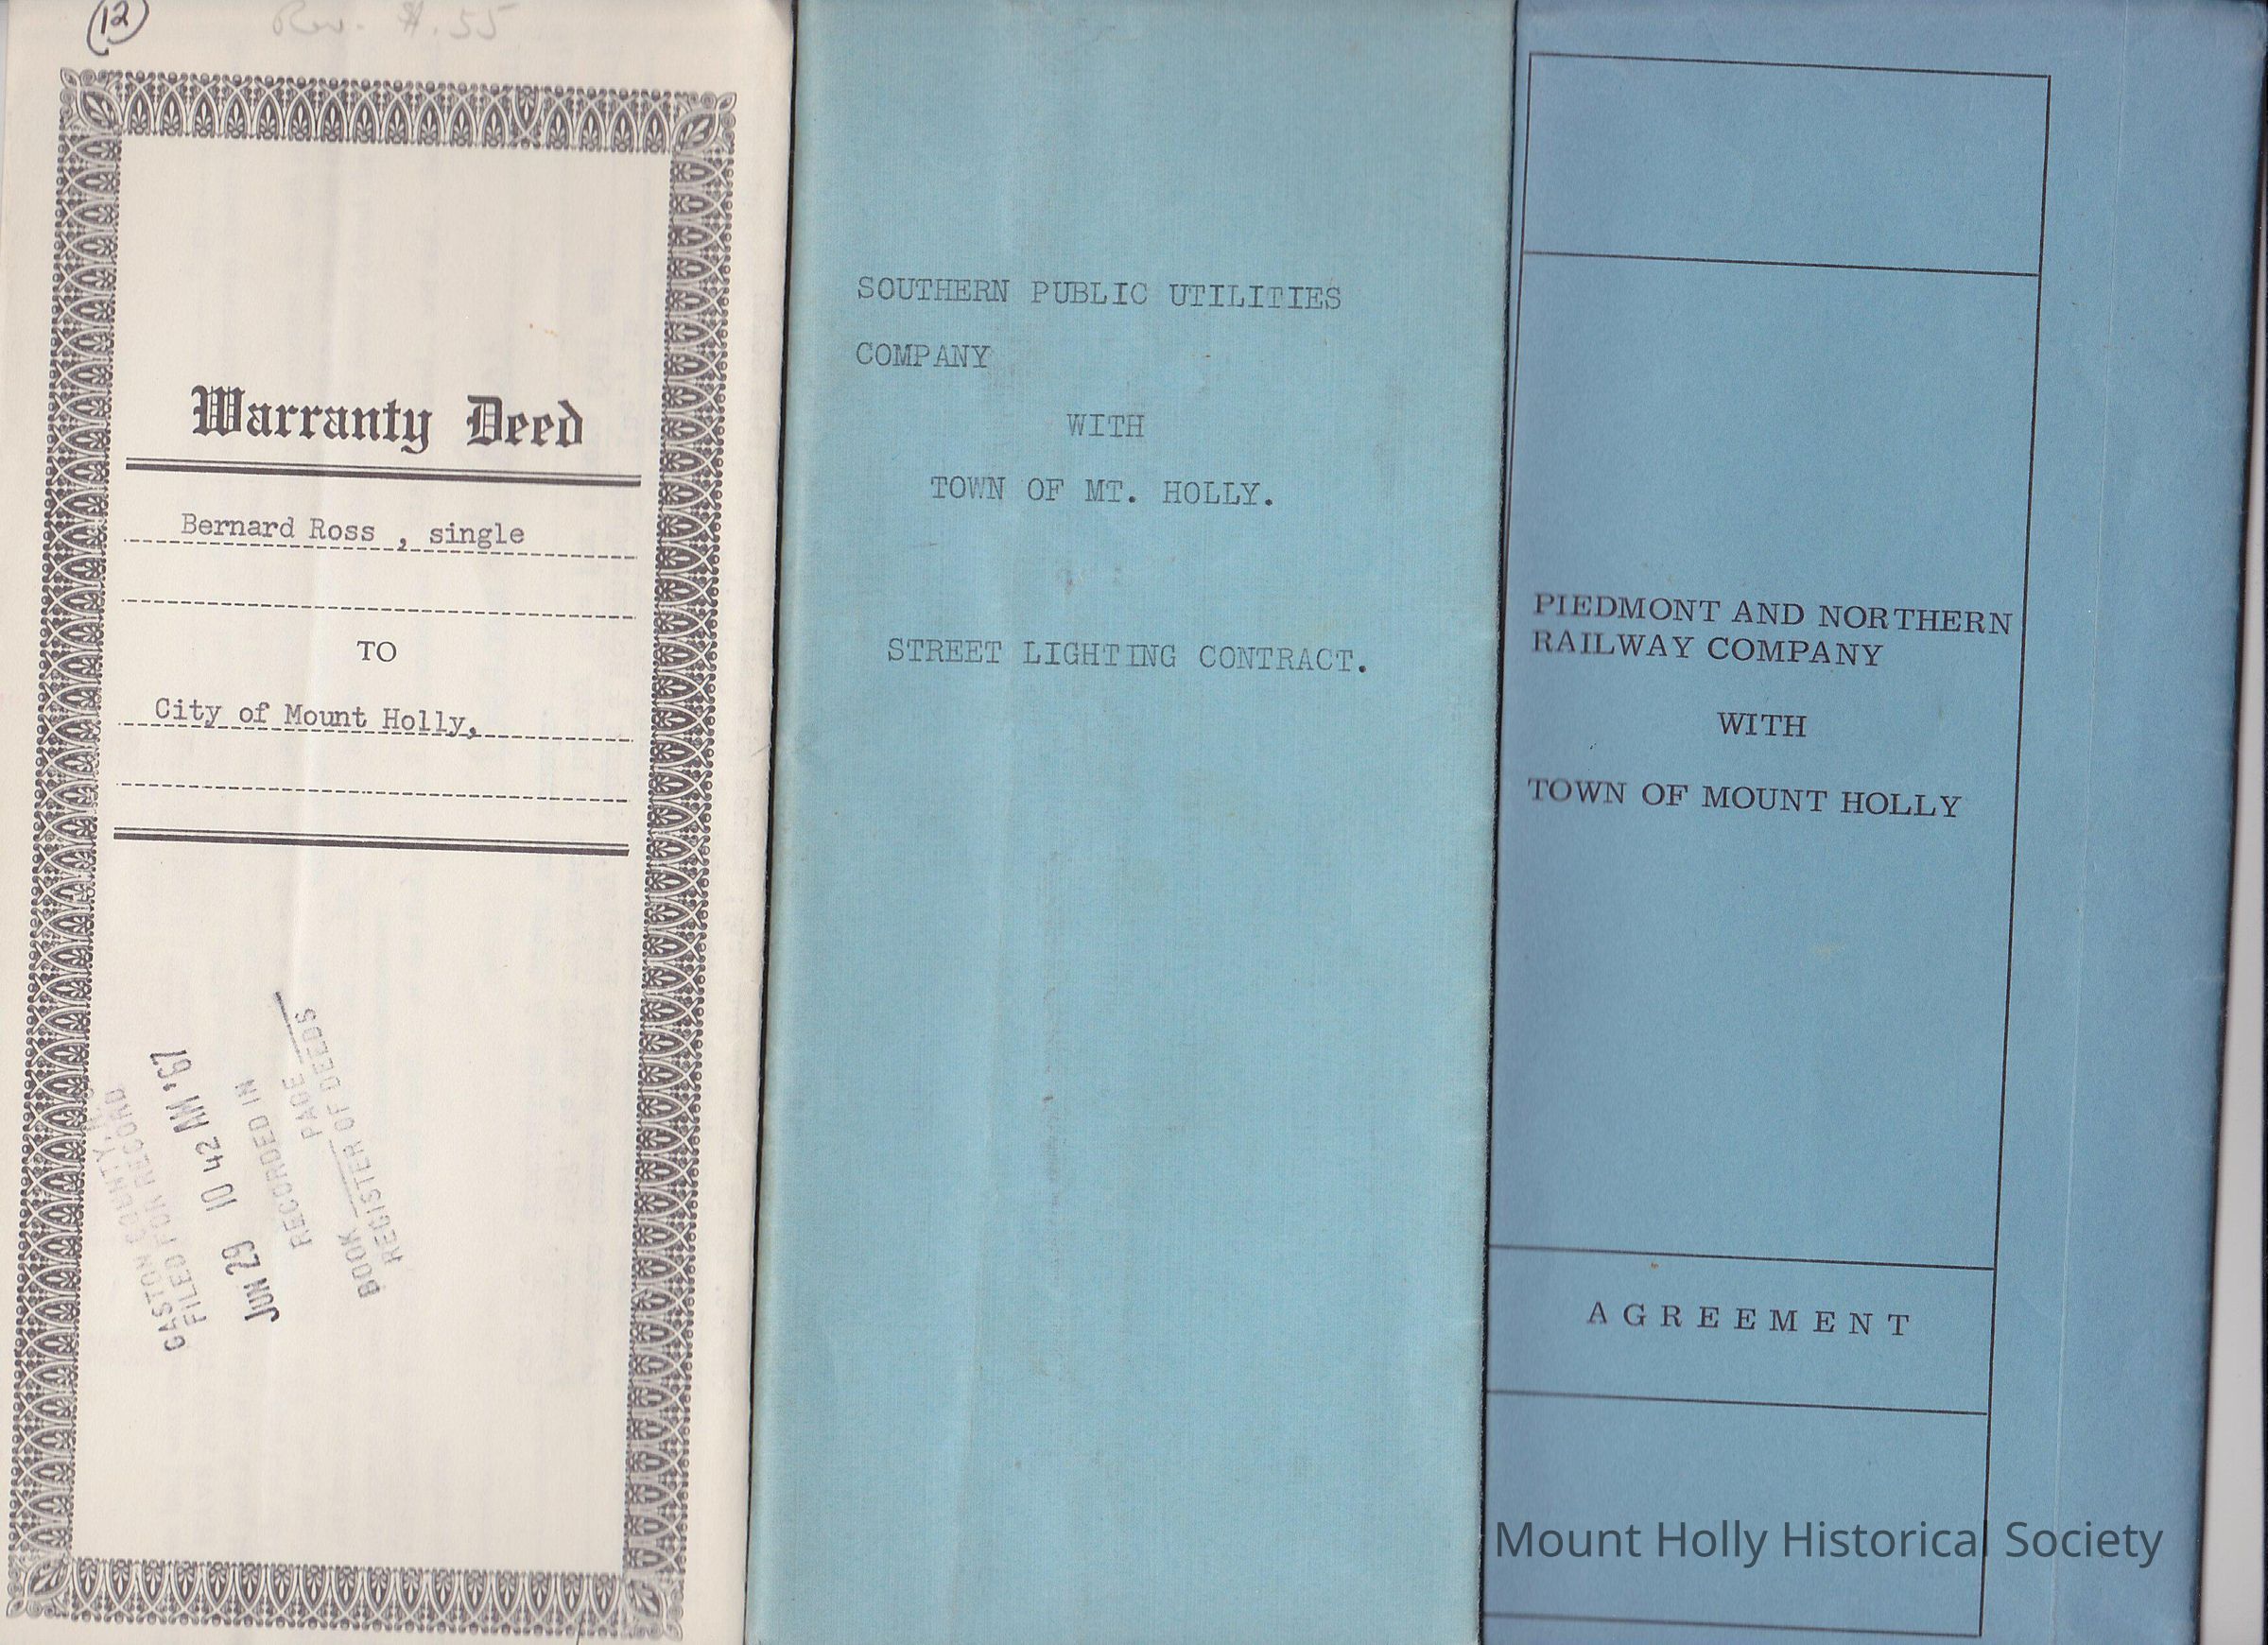 12
Rev. $.55
Warranty Deed
Bernard Ross , single
TO
City of Mount Holly,
GASTON COUNTY, N.C.
FILED FOR RECORD
JUN 29 10 42 AM '67
RECORDED IN
BOOK PAGE
REGISTER OF DEEDS
SOUTHERN PUBLIC UTILITIES
COMPANY
WITH
TOWN OF MT. HOLLY.
STREET LIGHTING CONTRACT.
PIEDMONT AND NORTHERN
RAILWAY COMPANY
WITH
TOWN OF MOUNT HOLLY
AGREEMENT
Mount Holly Historical Society